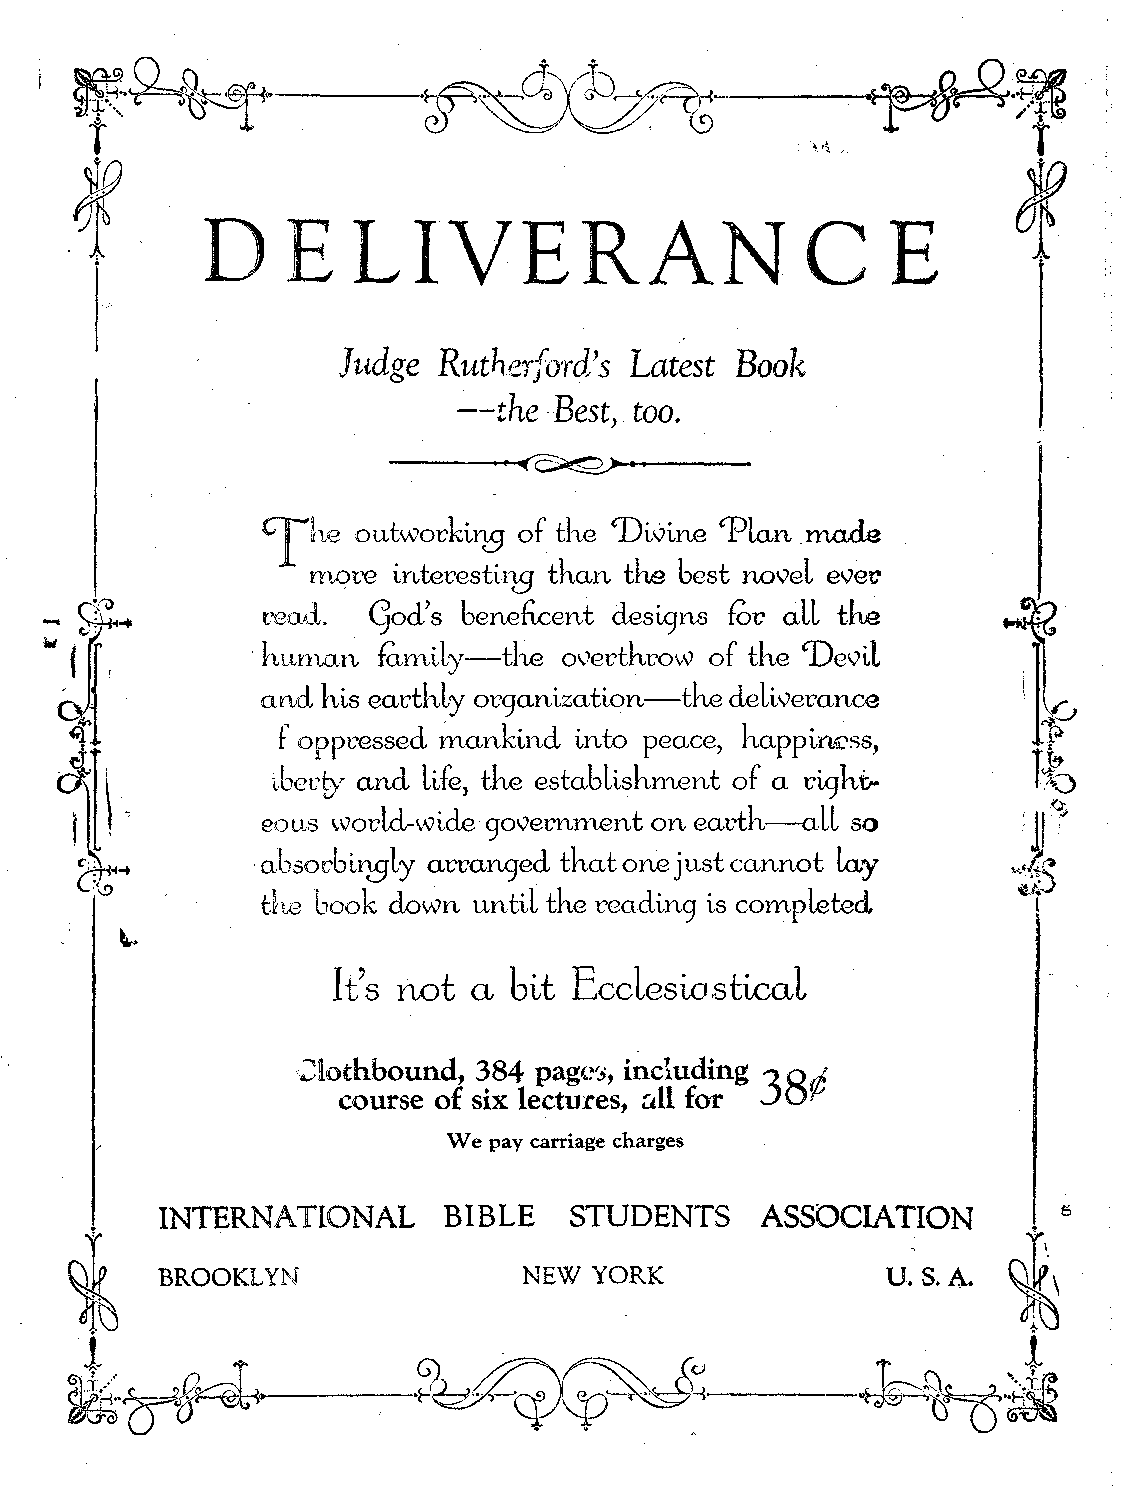 DELIVERANCE
Judge Rutherford's Latest Book
—the Best, too.
The outworking of the Divine Plan made
more interesting than the best novel ever
read. God's beneficent designs for all the
human family—the overthrow of the Devil
and his earthly organization—the deliverance
f oppressed mankind into peace, happiness,
iberty and life, the establishment of a right-
eous world-wide government on earth—all so
absorbingly arranged that one just cannot lay
the book down until the reading is completed
It's not a bit Ecclesiastical
Clothbound, 384 pages, including
course of six lectures, all for 38¢
We pay carriage charges
INTERNATIONAL BIBLE STUDENTS ASSOCIATION
BROOKLYN NEW YORK U. S. A.